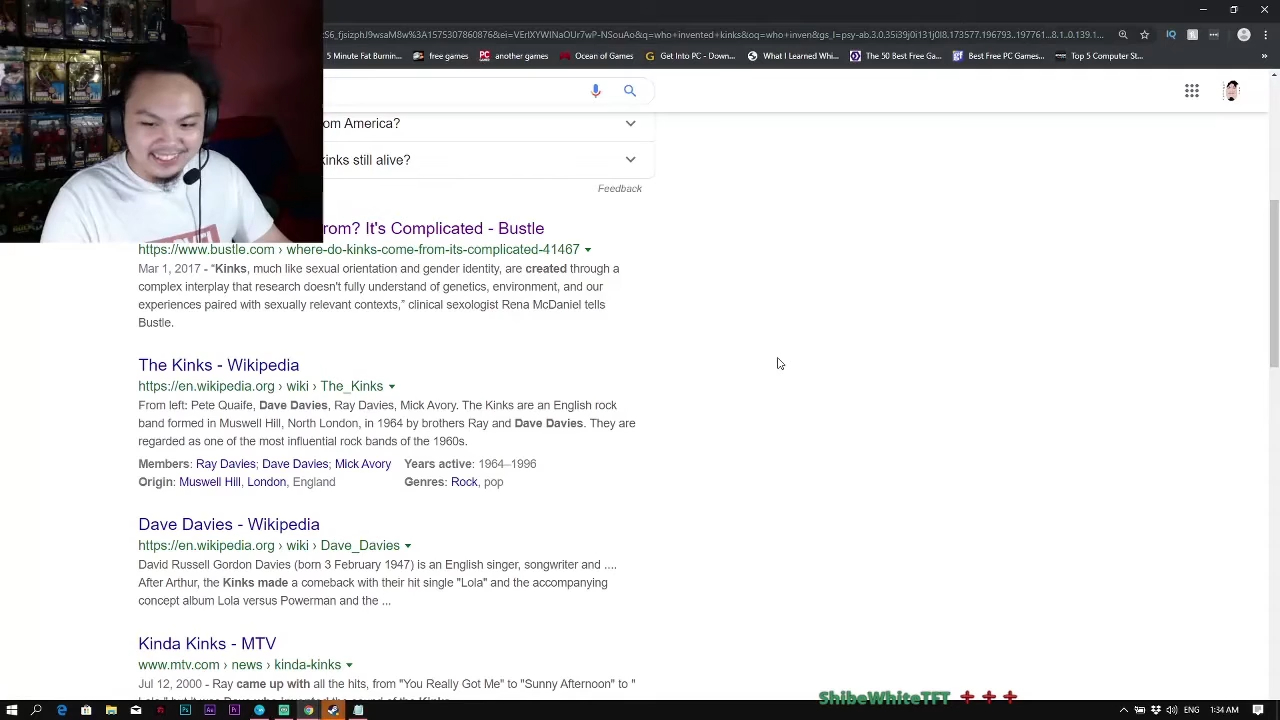 S6_fjszip
M8w%3A1575307768168&ei=
wP-NSouAo&q=who+invented+kinks&oq=who+inve
5 Minute Fat Burnin...
free games
another games
Ocean of Games
Get Into PC - Down...
What I Learned Whi...
The 50 Best Free Ga...
Best Free PC Games...
Top 5 Computer St...
om America?
kinks still alive?
Feedback
rom? It's Complicated - Bustle
https://www.bustle.com › where-do-kinks-come-from-its-complicated-41467
Mar 1, 2017 - “Kinks, much like sexual orientation and gender identity, are created through a
complex interplay that research doesn't fully understand of genetics, environment, and our
experiences paired with sexually relevant contexts,” clinical sexologist Rena McDaniel tells
Bustle.
The Kinks - Wikipedia
https://en.wikipedia.org › wiki › The_Kinks
From left: Pete Quaife, Dave Davies, Ray Davies, Mick Avory. The Kinks are an English rock
band formed in Muswell Hill, North London, in 1964 by brothers Ray and Dave Davies. They are
regarded as one of the most influential rock bands of the 1960s.
Members: Ray Davies; Dave Davies; Mick Avory Years active: 1964–1996
Origin: Muswell Hill, London, England Genres: Rock, pop
Dave Davies - Wikipedia
https://en.wikipedia.org › wiki › Dave_Davies
David Russell Gordon Davies (born 3 February 1947) is an English singer, songwriter and ....
After Arthur, the Kinks made a comeback with their hit single "Lola" and the accompanying
concept album Lola versus Powerman and the ...
Kinda Kinks - MTV
www.mtv.com › news › kinda-kinks
Jul 12, 2000 - Ray came up with all the hits, from "You Really Got Me" to "Sunny Afternoon" to "
ShibeWhiteTFT
ENG 1:34 AM